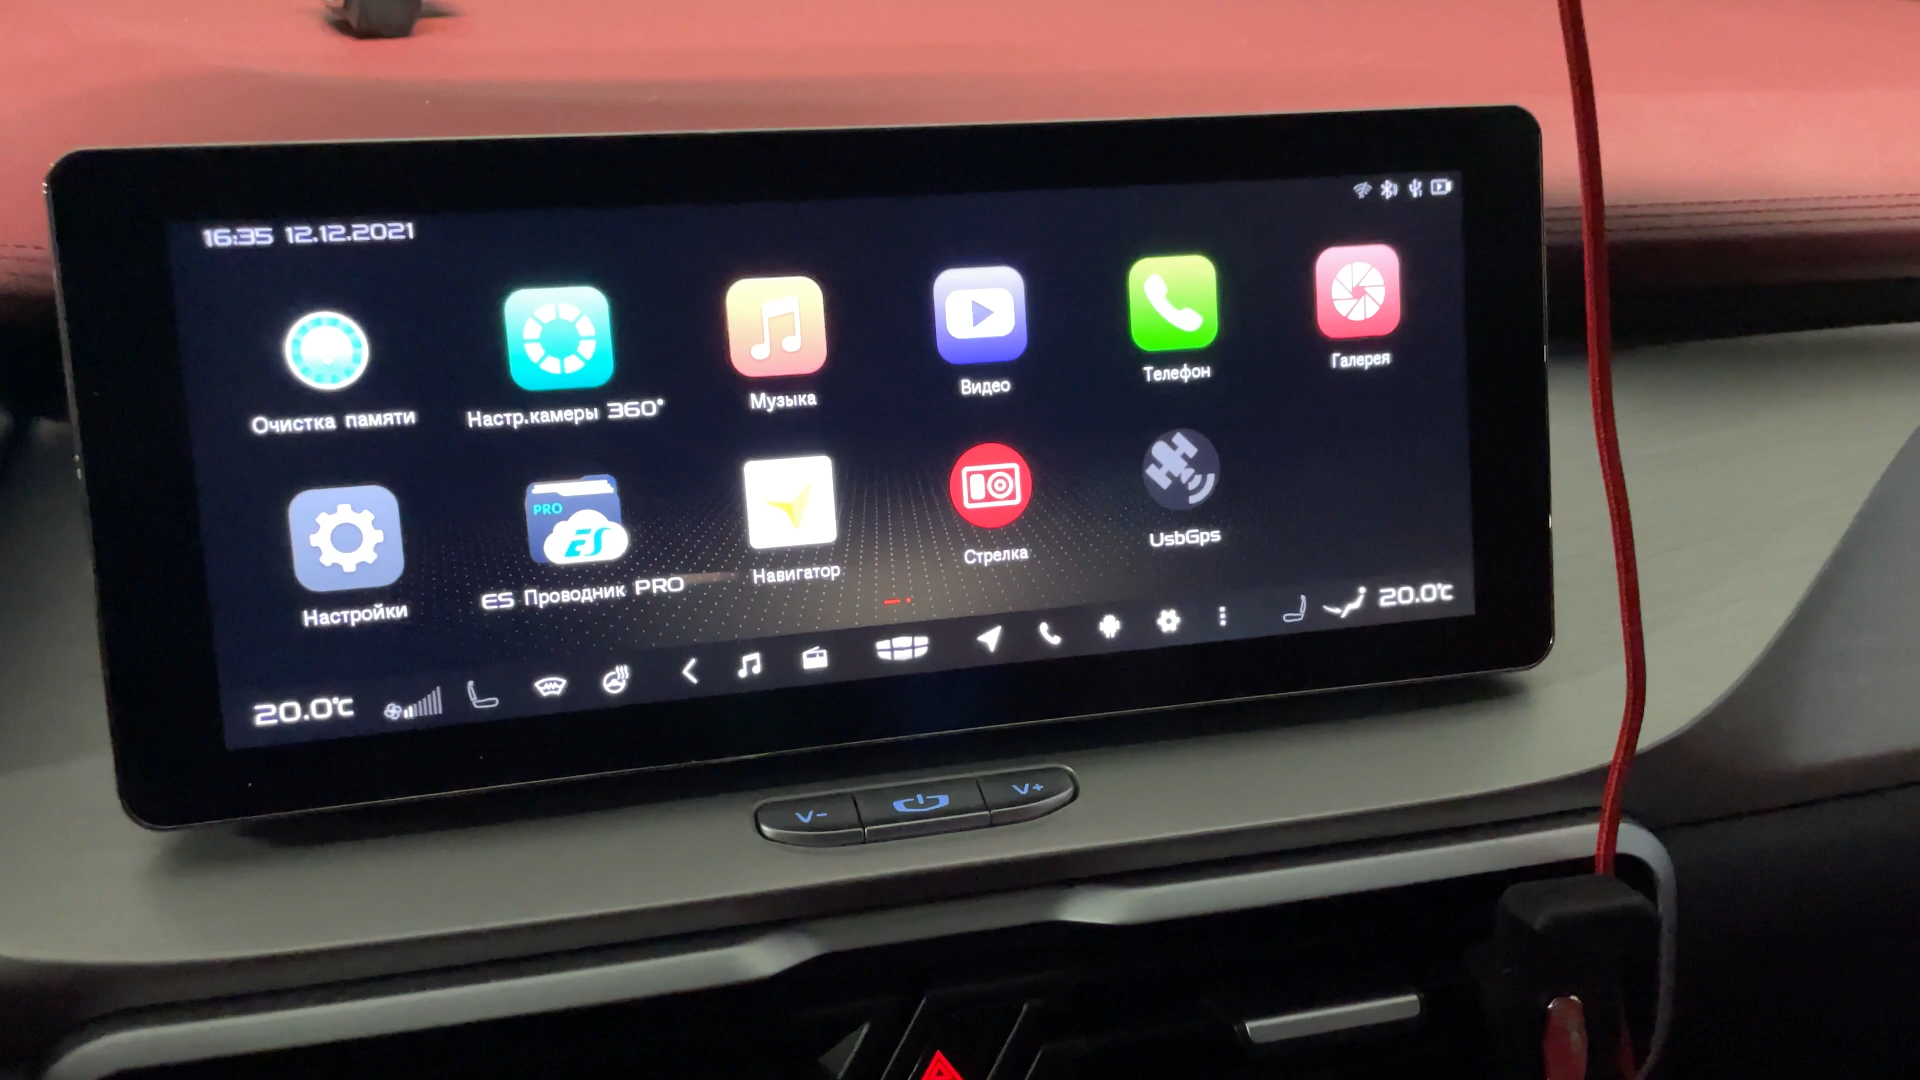 16:35 12.12.2021
Очистка памяти
Настр.камеры 360°
Музыка
Видео
Телефон
Галерея
Настройки
PRO
ES
ES Проводник PRO
Навигатор
Стрелка
UsbGps
20.0℃
20.0℃
V-
V+